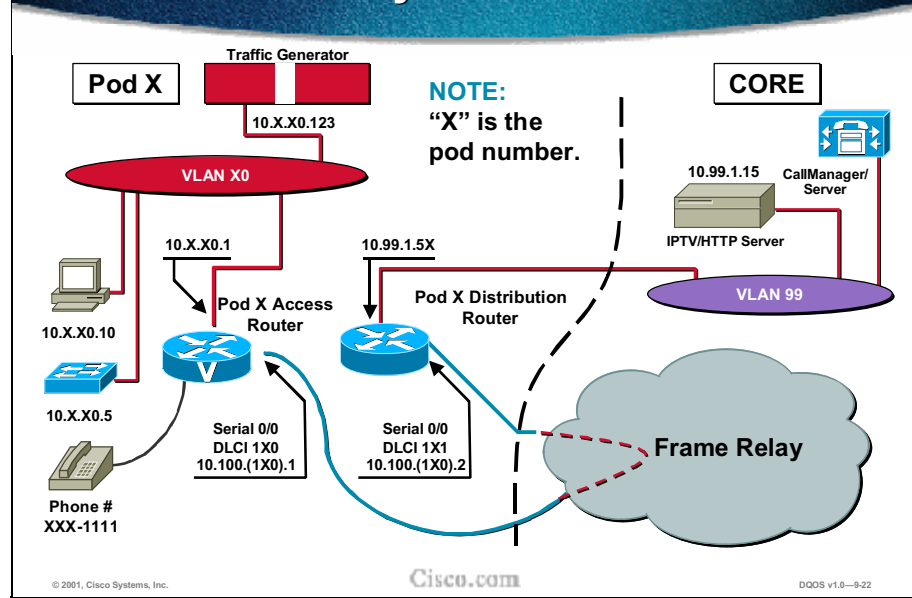 Traffic Generator
Pod X
10.X.X0.123
NOTE:
“X” is the
pod number.
CORE
VLAN X0
10.99.1.15
CallManager/
Server
IPTV/HTTP Server
10.X.X0.1
10.99.1.5X
VLAN 99
Pod X Access
Router
Pod X Distribution
Router
10.X.X0.10
V
10.X.X0.5
Serial 0/0
DLCI 1X0
10.100.(1X0).1
Serial 0/0
DLCI 1X1
10.100.(1X0).2
Frame Relay
Phone #
XXX-1111
© 2001, Cisco Systems, Inc.
Cisco.com
DQOS v1.0—9-22